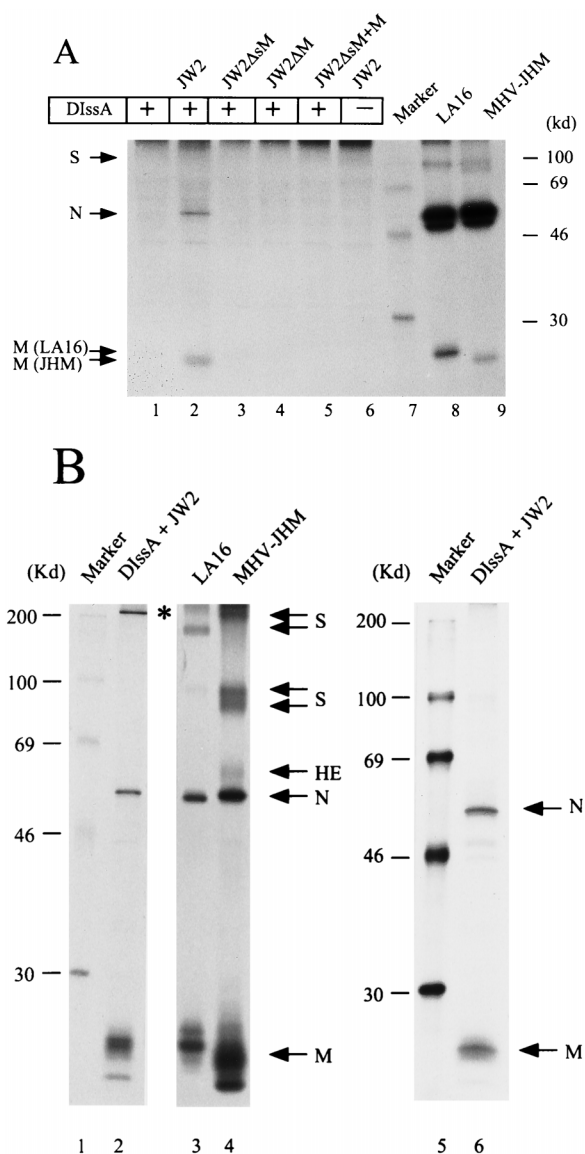 A
JW2 JW2ΔsM JW2ΔM JW2ΔsM+M JW2 Marker LA16 MHV-JHM
DIssA + + + + + −
(kd)
S
100
69
N
46
30
M (LA16)
M (JHM)
1 2 3 4 5 6 7 8 9
B
(Kd) Marker DIssA + JW2 LA16 MHV-JHM
200 * S
100 S
69
HE
N
46
30
M
1 2 3 4
(Kd) Marker DIssA + JW2
200
100
69
N
46
30
M
5 6